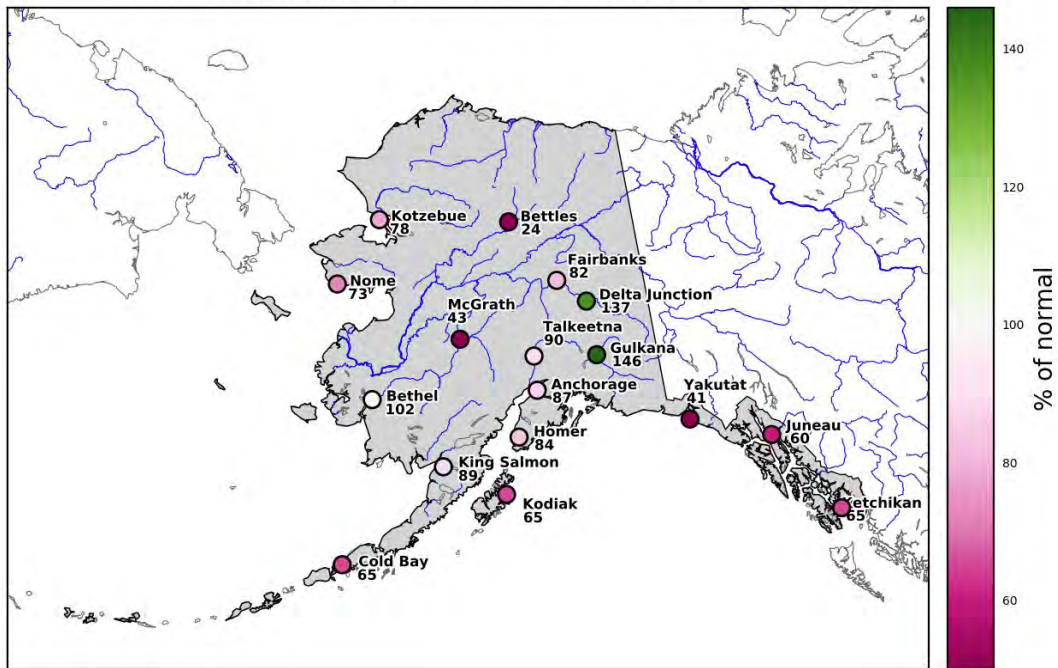 Kotzebue
78
Bettles
24
Nome
73
Fairbanks
82
McGrath
43
Delta Junction
137
Talkeetna
90
Gulkana
146
Bethel
102
Anchorage
87
Yakutat
41
Homer
84
Juneau
60
King Salmon
89
Kodiak
65
Ketchikan
65
Cold Bay
65
140
120
100
80
60
% of normal